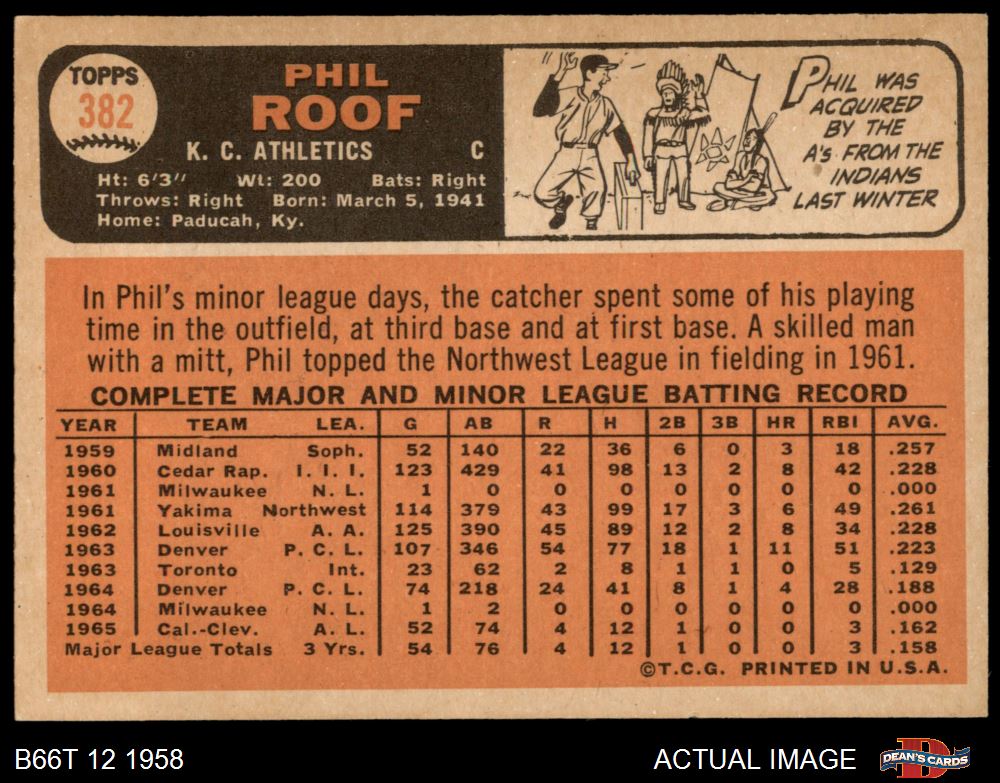 TOPPS
382
PHIL
ROOF
K. C. ATHLETICS C
Ht: 6'3" Wt: 200 Bats: Right
Throws: Right Born: March 5, 1941
Home: Paducah, Ky.
PHIL WAS
ACQUIRED
BY THE
A'S FROM THE
INDIANS
LAST WINTER
In Phil's minor league days, the catcher spent some of his playing
time in the outfield, at third base and at first base. A skilled man
with a mitt, Phil topped the Northwest League in fielding in 1961.
COMPLETE MAJOR AND MINOR LEAGUE BATTING RECORD
YEAR TEAM LEA. G AB R H 2B 3B HR RBI AVG.
1959 Midland Soph. 52 140 22 36 6 0 3 18 .257
1960 Cedar Rap. I. I. I. 123 429 41 98 13 2 8 42 .228
1961 Milwaukee N. L. 1 0 0 0 0 0 0 0 .000
1961 Yakima Northwest 114 379 43 99 17 3 6 49 .261
1962 Louisville A. A. 125 390 45 89 12 2 8 34 .228
1963 Denver P. C. L. 107 346 54 77 18 1 11 51 .223
1963 Toronto Int. 23 62 2 8 1 1 0 5 .129
1964 Denver P. C. L. 74 218 24 41 8 1 4 28 .188
1964 Milwaukee N. L. 1 2 0 0 0 0 0 0 .000
1965 Cal.-Clev. A. L. 52 74 4 12 1 0 0 3 .162
Major League Totals 3 Yrs. 54 76 4 12 1 0 0 3 .158
©T.C.G. PRINTED IN U.S.A.
B66T 12 1958 ACTUAL IMAGE DEAN'S CARDS